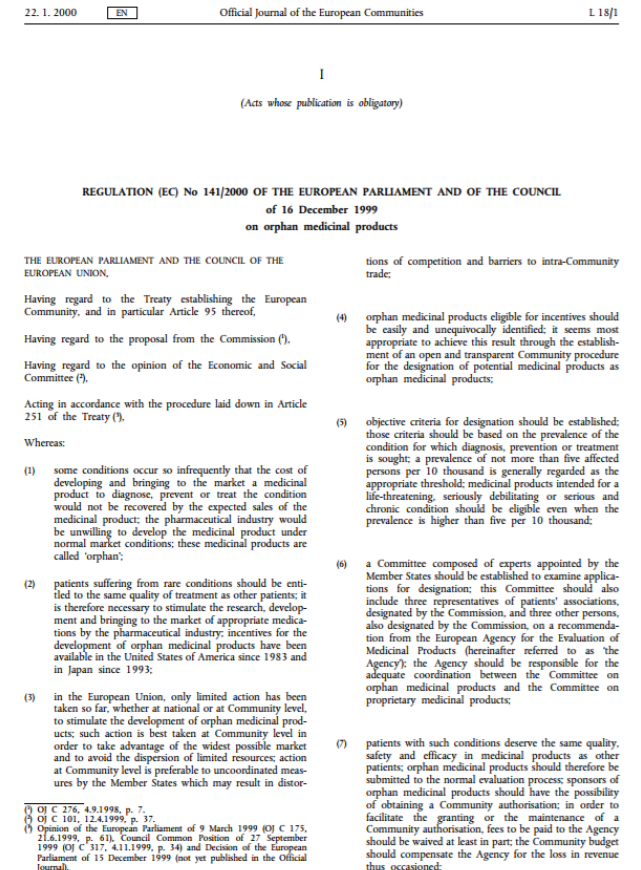 22. 1. 2000 EN Official Journal of the European Communities L 18/1
I
(Acts whose publication is obligatory)
REGULATION (EC) No 141/2000 OF THE EUROPEAN PARLIAMENT AND OF THE COUNCIL
of 16 December 1999
on orphan medicinal products
THE EUROPEAN PARLIAMENT AND THE COUNCIL OF THE
EUROPEAN UNION,
Having regard to the Treaty establishing the European
Community, and in particular Article 95 thereof,
Having regard to the proposal from the Commission (¹),
Having regard to the opinion of the Economic and Social
Committee (²),
Acting in accordance with the procedure laid down in Article
251 of the Treaty (³),
Whereas:
(1) some conditions occur so infrequently that the cost of
developing and bringing to the market a medicinal
product to diagnose, prevent or treat the condition
would not be recovered by the expected sales of the
medicinal product; the pharmaceutical industry would
be unwilling to develop the medicinal product under
normal market conditions; these medicinal products are
called 'orphan';
(2) patients suffering from rare conditions should be enti-
tled to the same quality of treatment as other patients; it
is therefore necessary to stimulate the research, develop-
ment and bringing to the market of appropriate medica-
tions by the pharmaceutical industry; incentives for the
development of orphan medicinal products have been
available in the United States of America since 1983 and
in Japan since 1993;
(3) in the European Union, only limited action has been
taken so far, whether at national or at Community level,
to stimulate the development of orphan medicinal prod-
ucts; such action is best taken at Community level in
order to take advantage of the widest possible market
and to avoid the dispersion of limited resources; action
at Community level is preferable to uncoordinated meas-
ures by the Member States which may result in distor-
(¹) OJ C 276, 4.9.1998, p. 7.
(²) OJ C 101, 12.4.1999, p. 37.
(³) Opinion of the European Parliament of 9 March 1999 (OJ C 175,
21.6.1999, p. 61), Council Common Position of 27 September
1999 (OJ C 317, 4.11.1999, p. 34) and Decision of the European
Parliament of 15 December 1999 (not yet published in the Official
Journal).
tions of competition and barriers to intra-Community
trade;
(4) orphan medicinal products eligible for incentives should
be easily and unequivocally identified; it seems most
appropriate to achieve this result through the establish-
ment of an open and transparent Community procedure
for the designation of potential medicinal products as
orphan medicinal products;
(5) objective criteria for designation should be established;
those criteria should be based on the prevalence of the
condition for which diagnosis, prevention or treatment
is sought; a prevalence of not more than five affected
persons per 10 thousand is generally regarded as the
appropriate threshold; medicinal products intended for a
life-threatening, seriously debilitating or serious and
chronic condition should be eligible even when the
prevalence is higher than five per 10 thousand;
(6) a Committee composed of experts appointed by the
Member States should be established to examine applica-
tions for designation; this Committee should also
include three representatives of patients' associations,
designated by the Commission, and three other persons,
also designated by the Commission, on a recommenda-
tion from the European Agency for the Evaluation of
Medicinal Products (hereinafter referred to as 'the
Agency'); the Agency should be responsible for the
adequate coordination between the Committee on
orphan medicinal products and the Committee on
proprietary medicinal products;
(7) patients with such conditions deserve the same quality,
safety and efficacy in medicinal products as other
patients; orphan medicinal products should therefore be
submitted to the normal evaluation process; sponsors of
orphan medicinal products should have the possibility
of obtaining a Community authorisation; in order to
facilitate the granting or the maintenance of a
Community authorisation, fees to be paid to the Agency
should be waived at least in part; the Community budget
should compensate the Agency for the loss in revenue
thus occasioned;